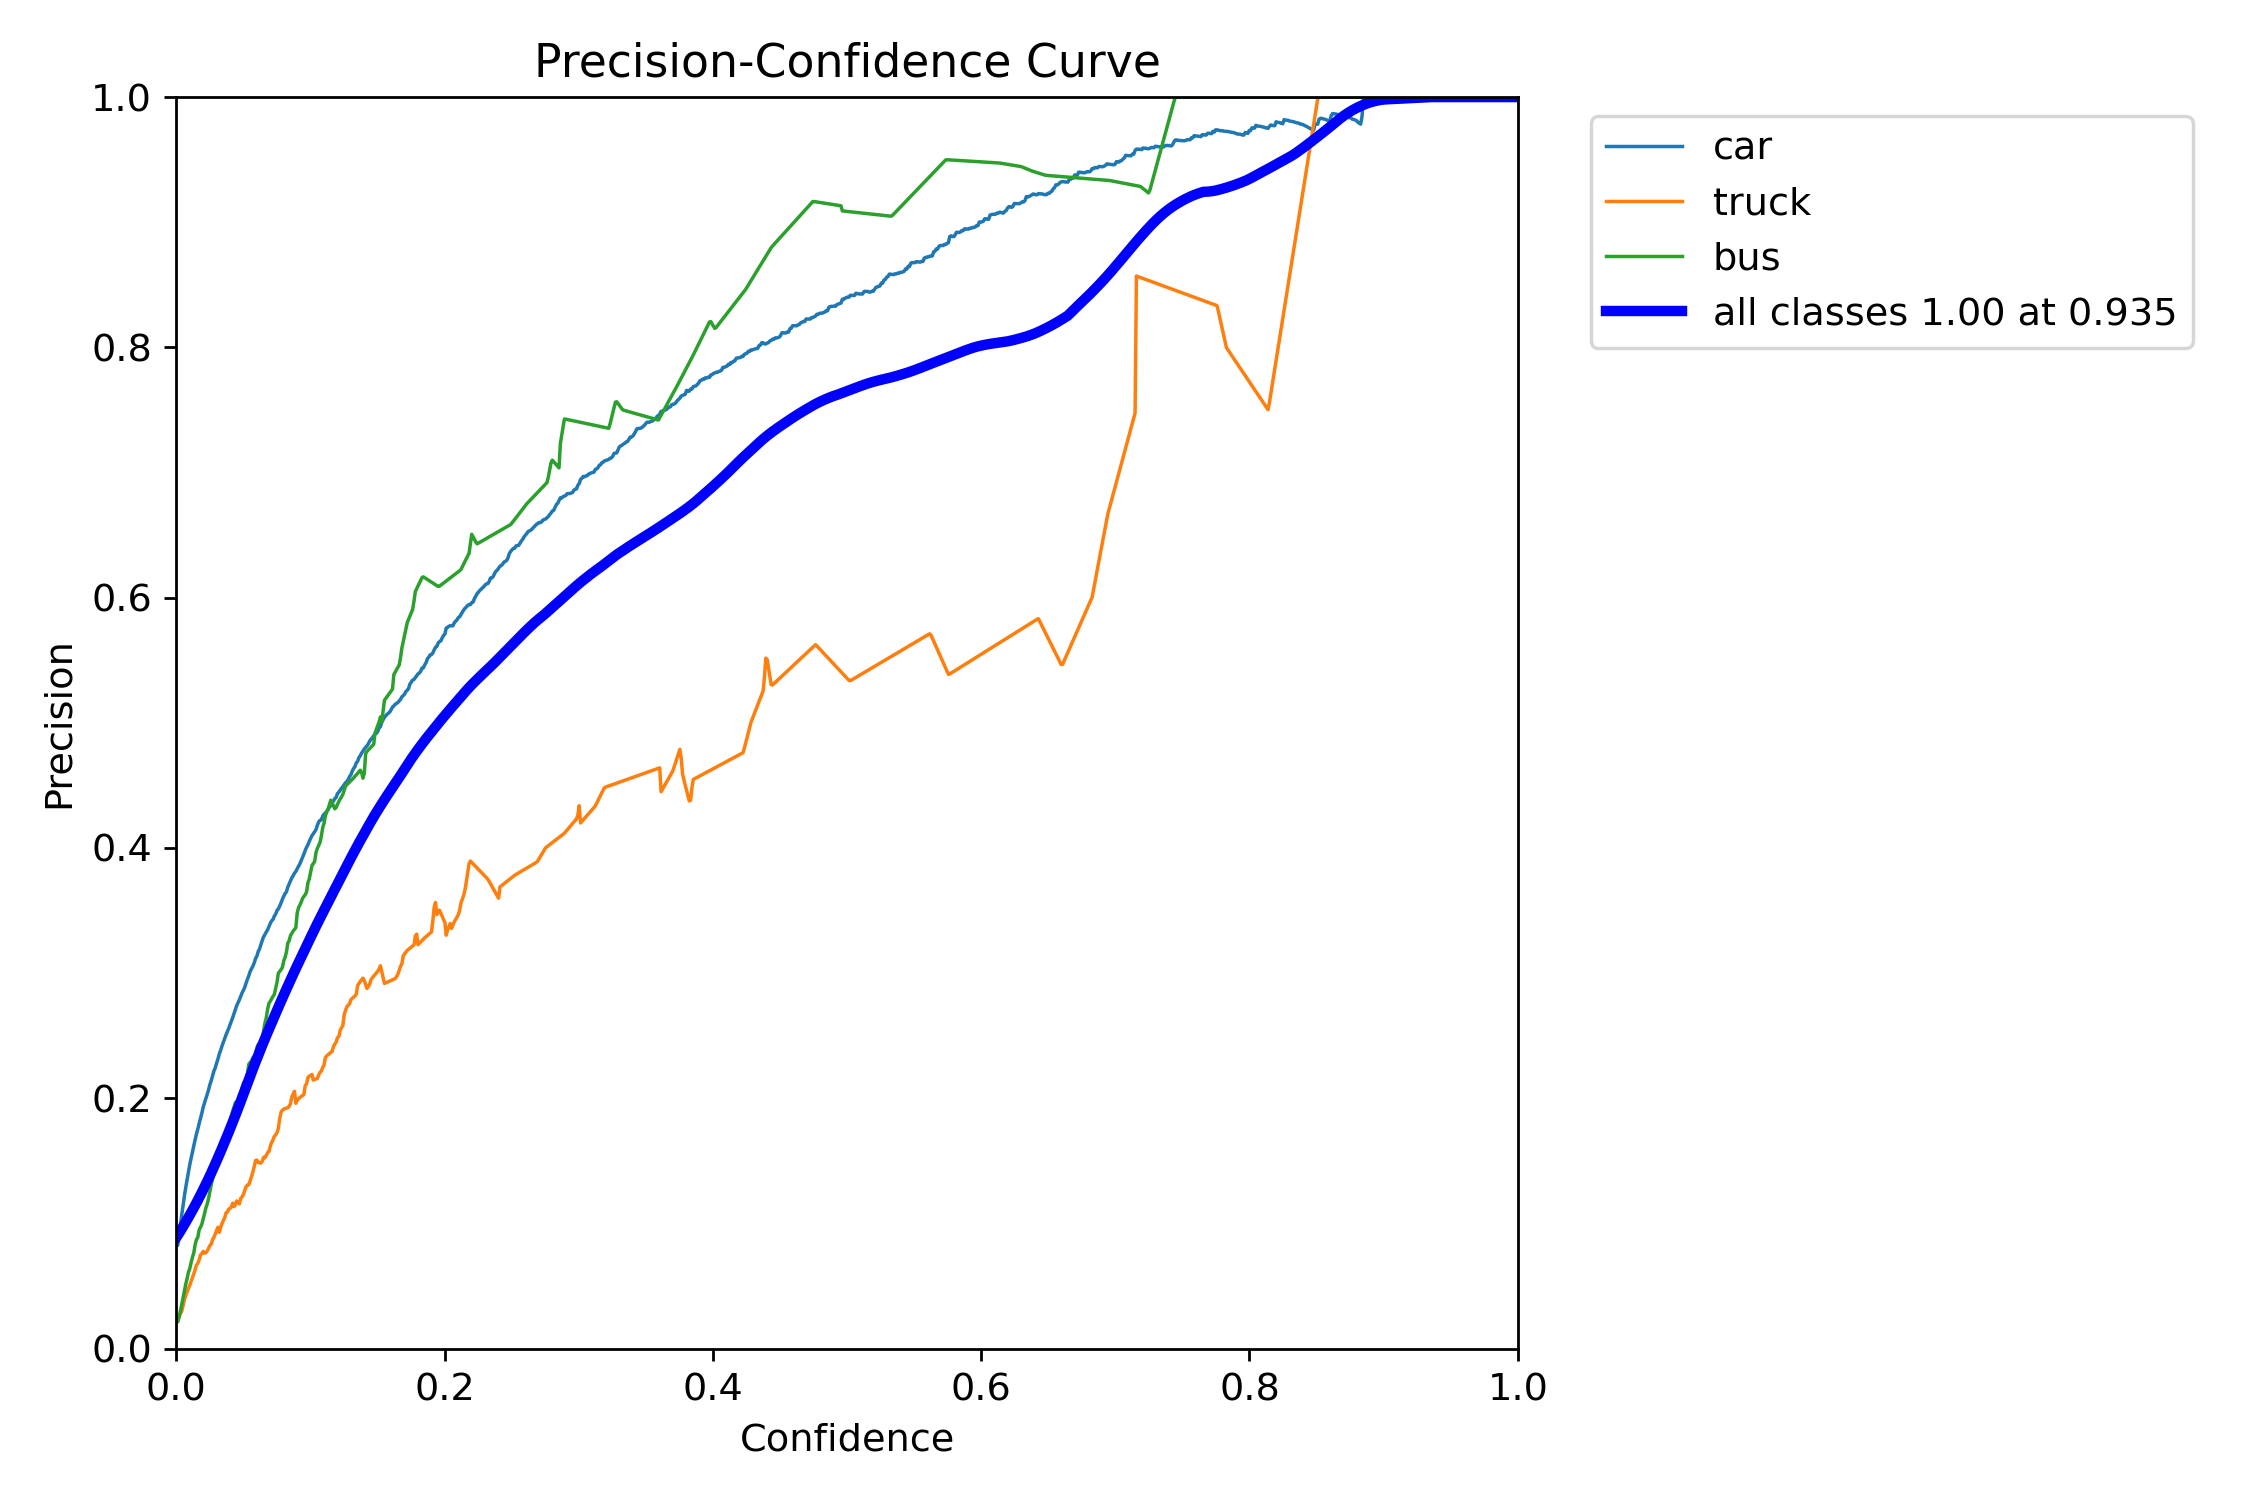 Precision-Confidence Curve
1.0
0.8
0.6
0.4
0.2
0.0
Precision
0.0 0.2 0.4 0.6 0.8 1.0
Confidence
car
truck
bus
all classes 1.00 at 0.935